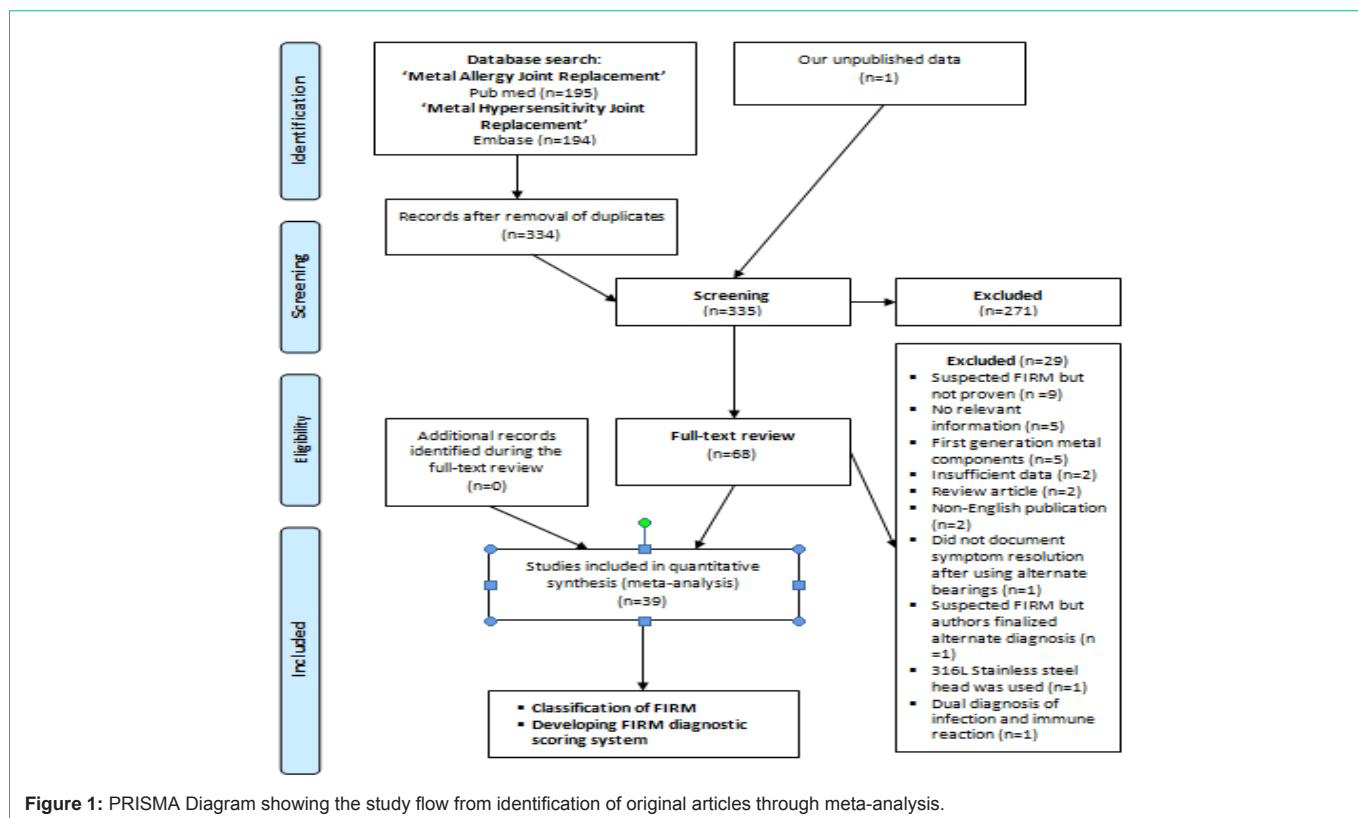 Identification
Database search:
‘Metal Allergy Joint Replacement’
Pub med (n=195)
‘Metal Hypersensitivity Joint
Replacement’
Embase (n=194)
Our unpublished data
(n=1)
Screening
Records after removal of duplicates
(n=334)
Screening
(n=335)
Excluded
(n=271)
Eligibility
Additional records
identified during the
full-text review
(n=0)
Full-text review
(n=68)
Excluded (n=29)
▪ Suspected FIRM but
not proven (n =9)
▪ No relevant
information (n=5)
▪ First generation metal
components (n=5)
▪ Insufficient data (n=2)
▪ Review article (n=2)
▪ Non-English publication
(n=2)
▪ Did not document
symptom resolution
after using alternate
bearings (n=1)
▪ Suspected FIRM but
authors finalized
alternate diagnosis (n
=1)
▪ 316L Stainless steel
head was used (n=1)
▪ Dual diagnosis of
infection and immune
reaction (n=1)
Included
Studies included in quantitative
synthesis (meta-analysis)
(n=39)
▪ Classification of FIRM
▪ Developing FIRM diagnostic
scoring system
Figure 1: PRISMA Diagram showing the study flow from identification of original articles through meta-analysis.